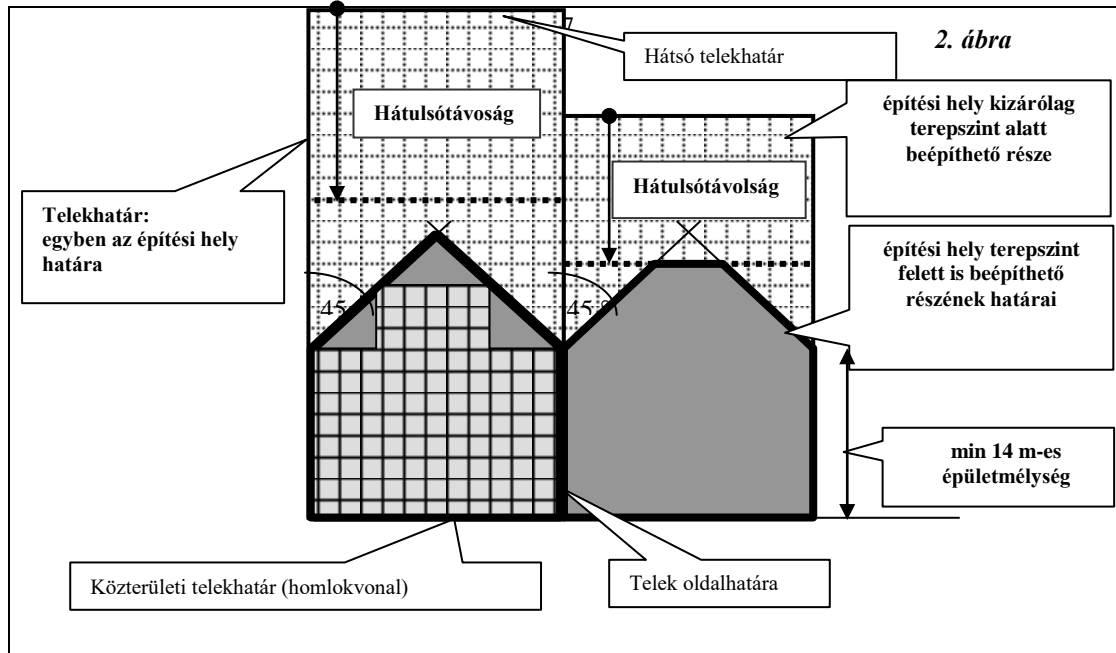 2. ábra
Hátsó telekhatár
Hátulsótávoság
építési hely kizárólag
terepszint alatt
beépíthető része
Hátulsótávolság
Telekhatár:
egyben az építési hely
határa
építési hely terepszint
felett is beépíthető
részének határai
45
45
min 14 m-es
épületmélység
Közterületi telekhatár (homlokvonal)
Telek oldalhatára